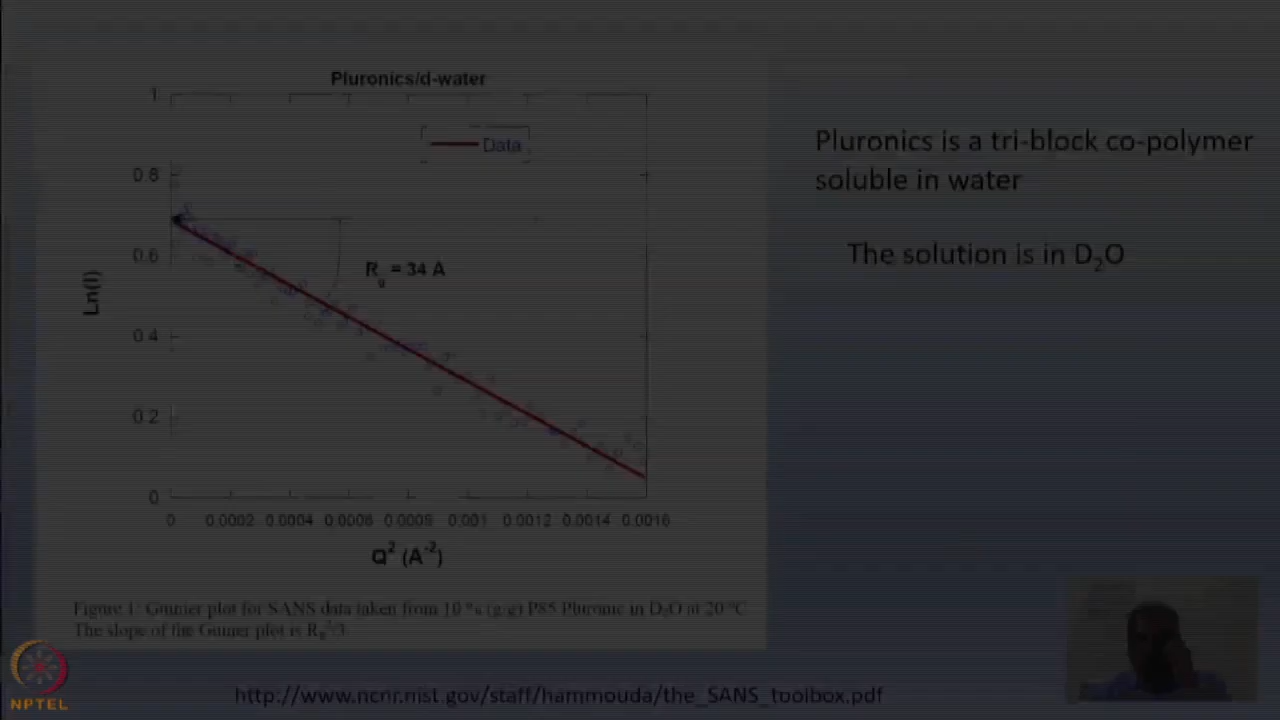 Pluronics/d-water
1
Data
0.8
0.6
R_g = 34 A
Ln(I)
0.4
0.2
0
0 0.0002 0.0004 0.0006 0.0008 0.001 0.0012 0.0014 0.0016
Q² (A⁻²)
Figure 1: Guinier plot for SANS data taken from 10 % (g/g) P85 Pluronic in D₂O at 20 °C.
The slope of the Guinier plot is R_g²/3
Pluronics is a tri-block co-polymer
soluble in water
The solution is in D₂O
NPTEL
http://www.ncnr.nist.gov/staff/hammouda/the_SANS_toolbox.pdf